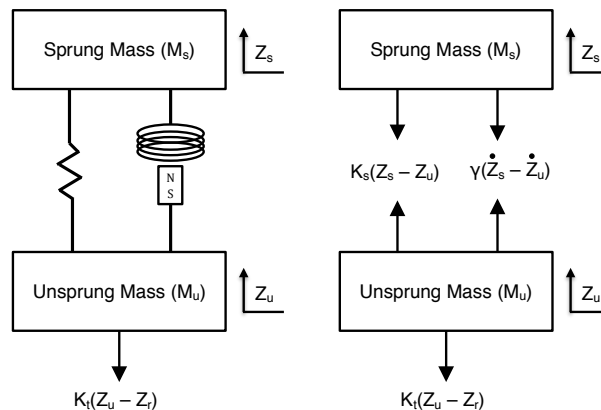 Sprung Mass (Mₛ)
Zₛ
N
S
Unsprung Mass (Mᵤ)
Zᵤ
Kₜ(Zᵤ – Zᵣ)
Sprung Mass (Mₛ)
Zₛ
Kₛ(Zₛ – Zᵤ)
γ(Żₛ – Żᵤ)
Unsprung Mass (Mᵤ)
Zᵤ
Kₜ(Zᵤ – Zᵣ)